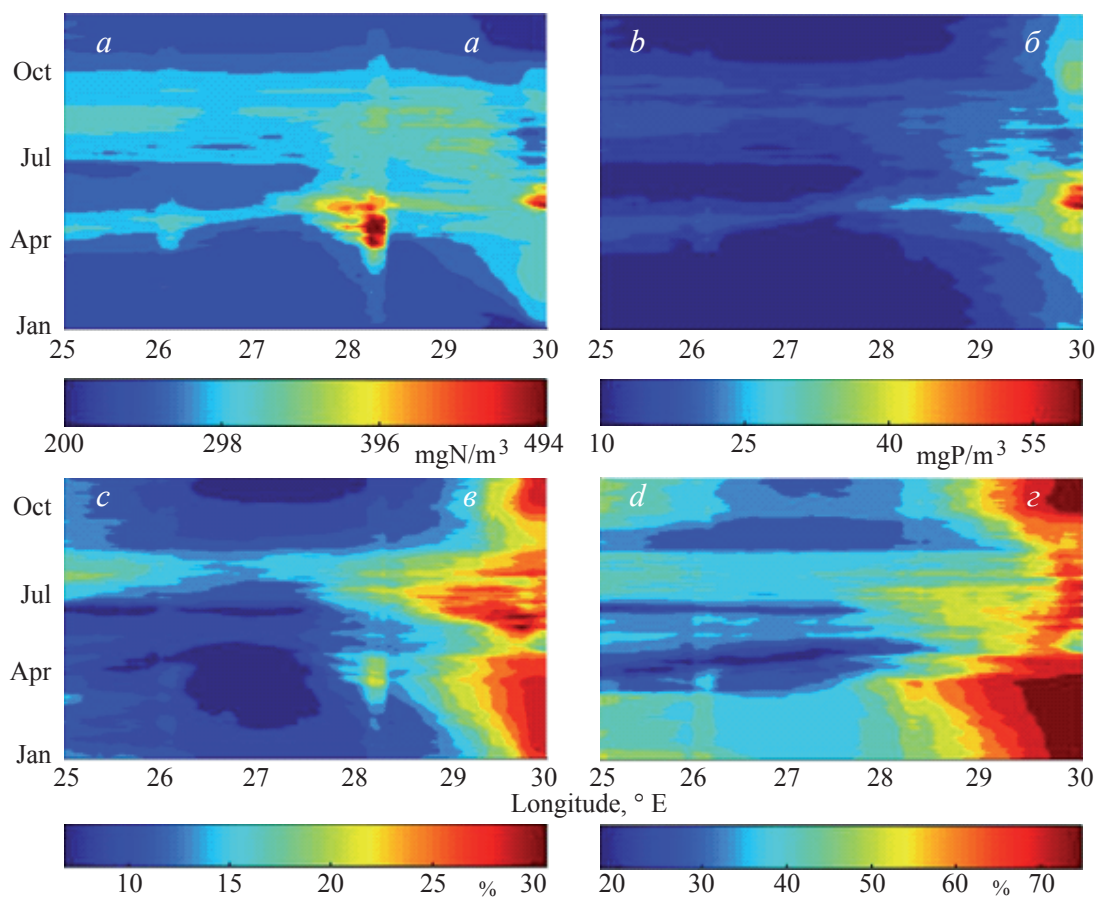 a a b б
Oct
Jul
Apr
Jan
25 26 27 28 29 30 25 26 27 28 29 30
200 298 396 494 10 25 40 55
mgN/m³ mgP/m³
c в d г
Oct
Jul
Apr
Jan
25 26 27 28 29 30 25 26 27 28 29 30
Longitude, ° E
10 15 20 25 % 30 20 30 40 50 60 % 70